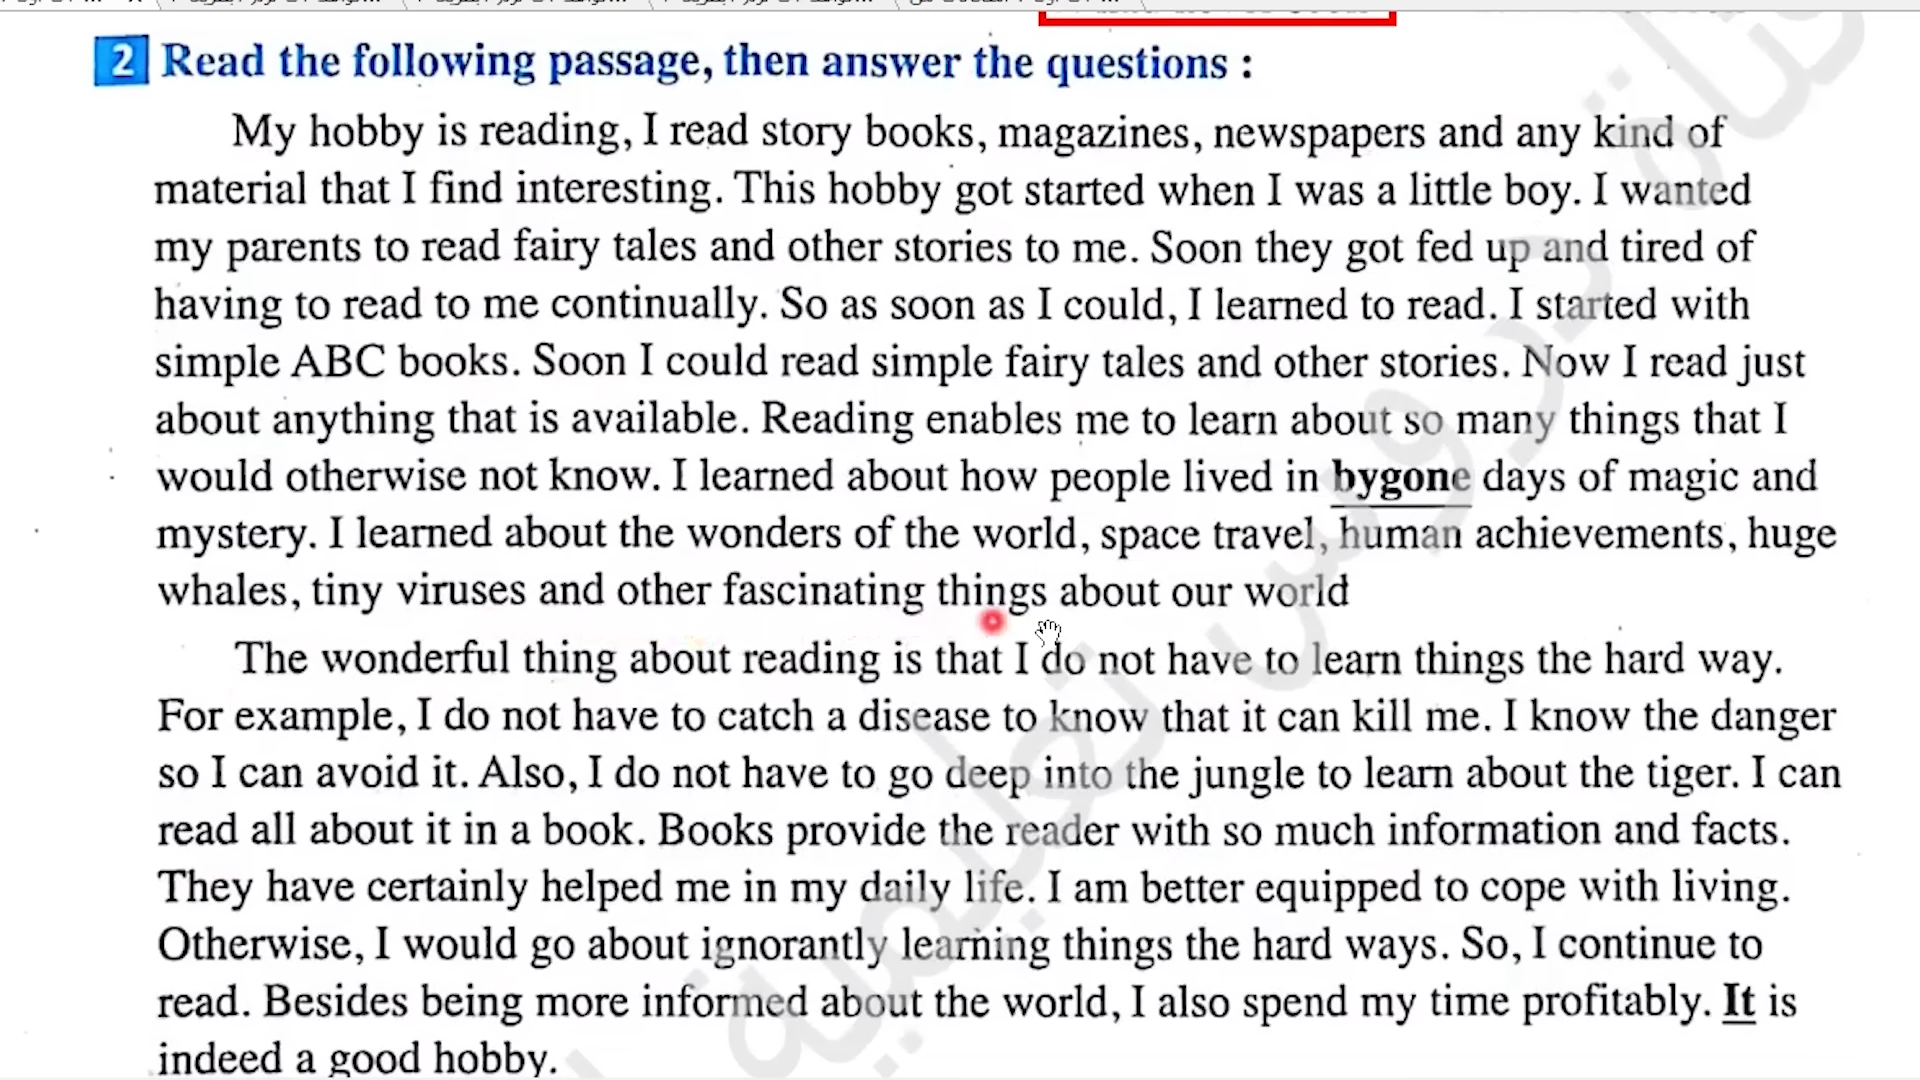 2 Read the following passage, then answer the questions :
My hobby is reading, I read story books, magazines, newspapers and any kind of
material that I find interesting. This hobby got started when I was a little boy. I wanted
my parents to read fairy tales and other stories to me. Soon they got fed up and tired of
having to read to me continually. So as soon as I could, I learned to read. I started with
simple ABC books. Soon I could read simple fairy tales and other stories. Now I read just
about anything that is available. Reading enables me to learn about so many things that I
would otherwise not know. I learned about how people lived in bygone days of magic and
mystery. I learned about the wonders of the world, space travel, human achievements, huge
whales, tiny viruses and other fascinating things about our world
The wonderful thing about reading is that I do not have to learn things the hard way.
For example, I do not have to catch a disease to know that it can kill me. I know the danger
so I can avoid it. Also, I do not have to go deep into the jungle to learn about the tiger. I can
read all about it in a book. Books provide the reader with so much information and facts.
They have certainly helped me in my daily life. I am better equipped to cope with living.
Otherwise, I would go about ignorantly learning things the hard ways. So, I continue to
read. Besides being more informed about the world, I also spend my time profitably. It is
indeed a good hobby.
دروس تعليمية